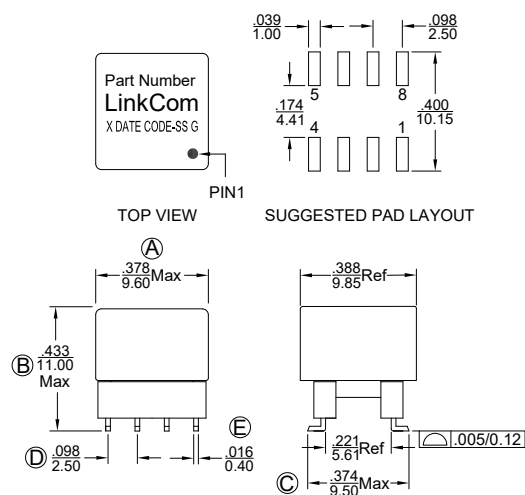 .039
1.00
.098
2.50
Part Number
LinkCom
X DATE CODE-SS G
5
8
.174
4.41
.400
10.15
4
1
PIN1
TOP VIEW
SUGGESTED PAD LAYOUT
A
.378
9.60 Max
.388
9.85 Ref
B
.433
11.00
Max
E
D
.098
2.50
.016
0.40
.221
5.61 Ref
.005/0.12
C
.374
9.50 Max